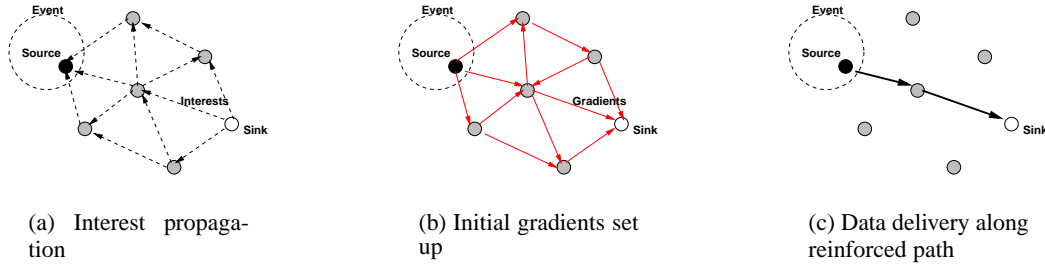 Event
Source
Interests
Sink
(a) Interest propaga-
tion
Event
Source
Gradients
Sink
(b) Initial gradients set
up
Event
Source
Sink
(c) Data delivery along
reinforced path